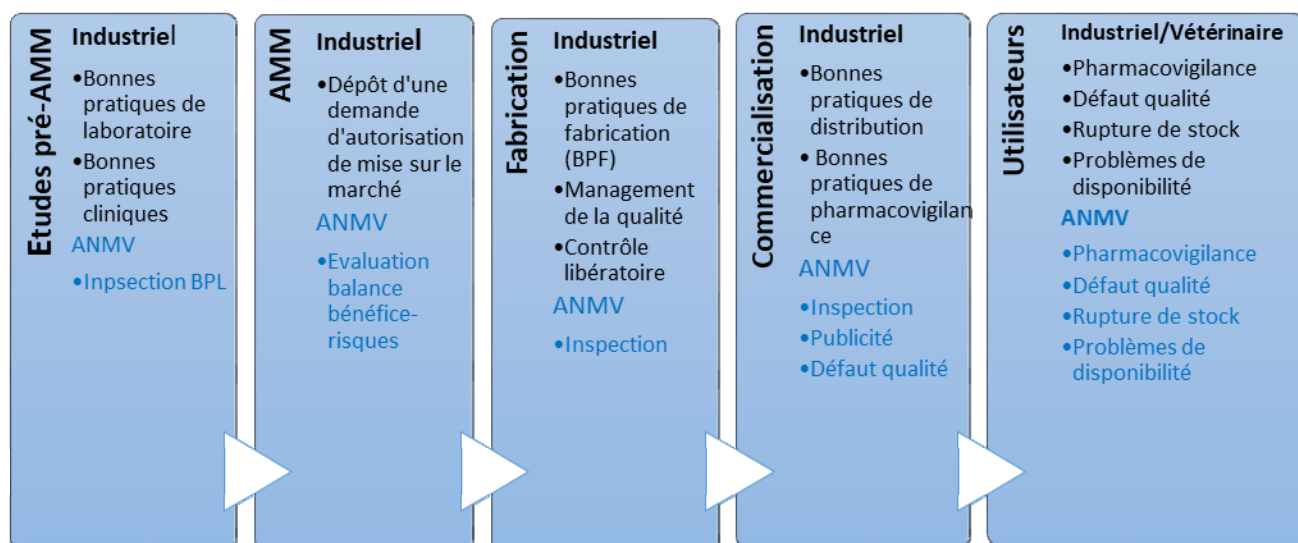 Etudes pré-AMM
Industriel
•Bonnes
pratiques de
laboratoire
•Bonnes
pratiques
cliniques
ANMV
•Inpsection BPL
AMM
Industriel
•Dépôt d'une
demande
d'autorisation
de mise sur le
marché
ANMV
•Evaluation
balance
bénéfice-
risques
Fabrication
Industriel
•Bonnes
pratiques de
fabrication
(BPF)
•Management
de la qualité
•Contrôle
libératoire
ANMV
•Inspection
Commercialisation
Industriel
•Bonnes
pratiques de
distribution
• Bonnes
pratiques de
pharmacovigilan
ce
ANMV
•Inspection
•Publicité
•Défaut qualité
Utilisateurs
Industriel/Vétérinaire
•Pharmacovigilance
•Défaut qualité
•Rupture de stock
•Problèmes de
disponibilité
ANMV
•Pharmacovigilance
•Défaut qualité
•Rupture de stock
•Problèmes de
disponibilité